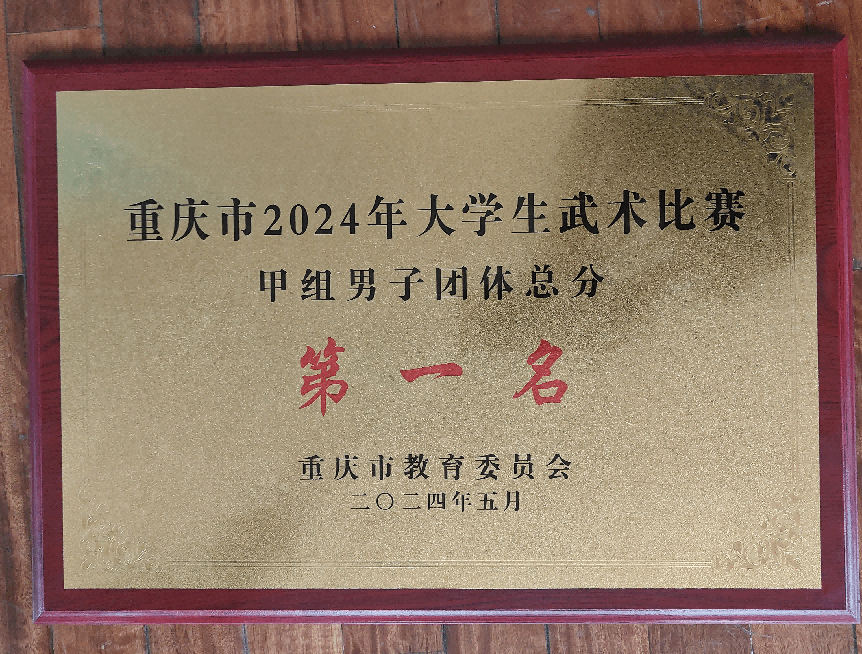 重庆市2024年大学生武术比赛
甲组男子团体总分
第一名
重庆市教育委员会
二〇二四年五月